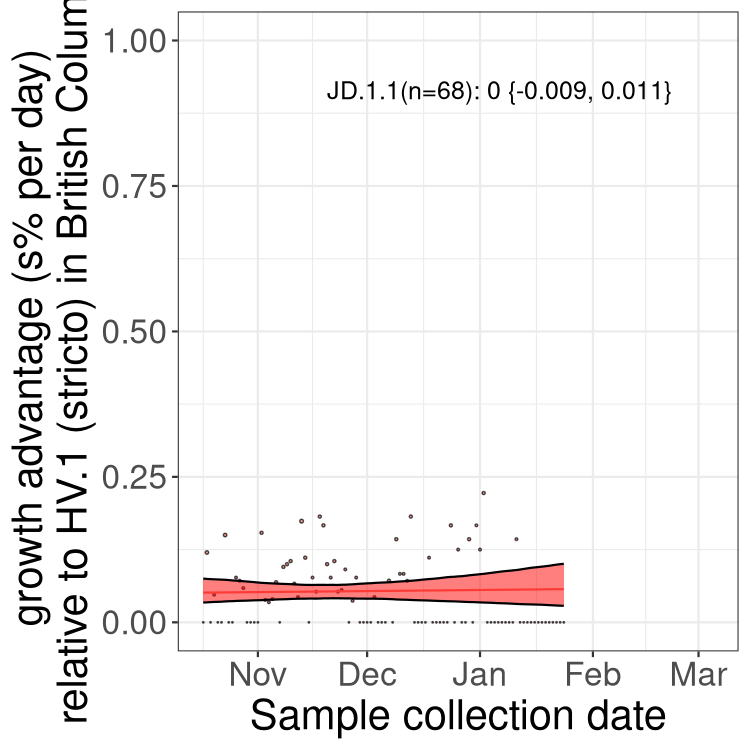 growth advantage (s% per day)
relative to HV.1 (stricto) in British Colum
1.00
0.75
0.50
0.25
0.00
JD.1.1(n=68): 0 {-0.009, 0.011}
Nov Dec Jan Feb Mar
Sample collection date